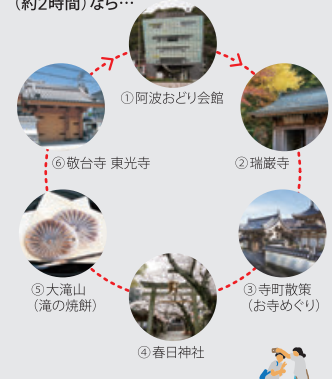 (約2時間)なら…
①阿波おどり会館
②瑞巌寺
③寺町散策
(お寺めぐり)
④春日神社
⑤大滝山
(滝の焼餅)
⑥敬台寺 東光寺